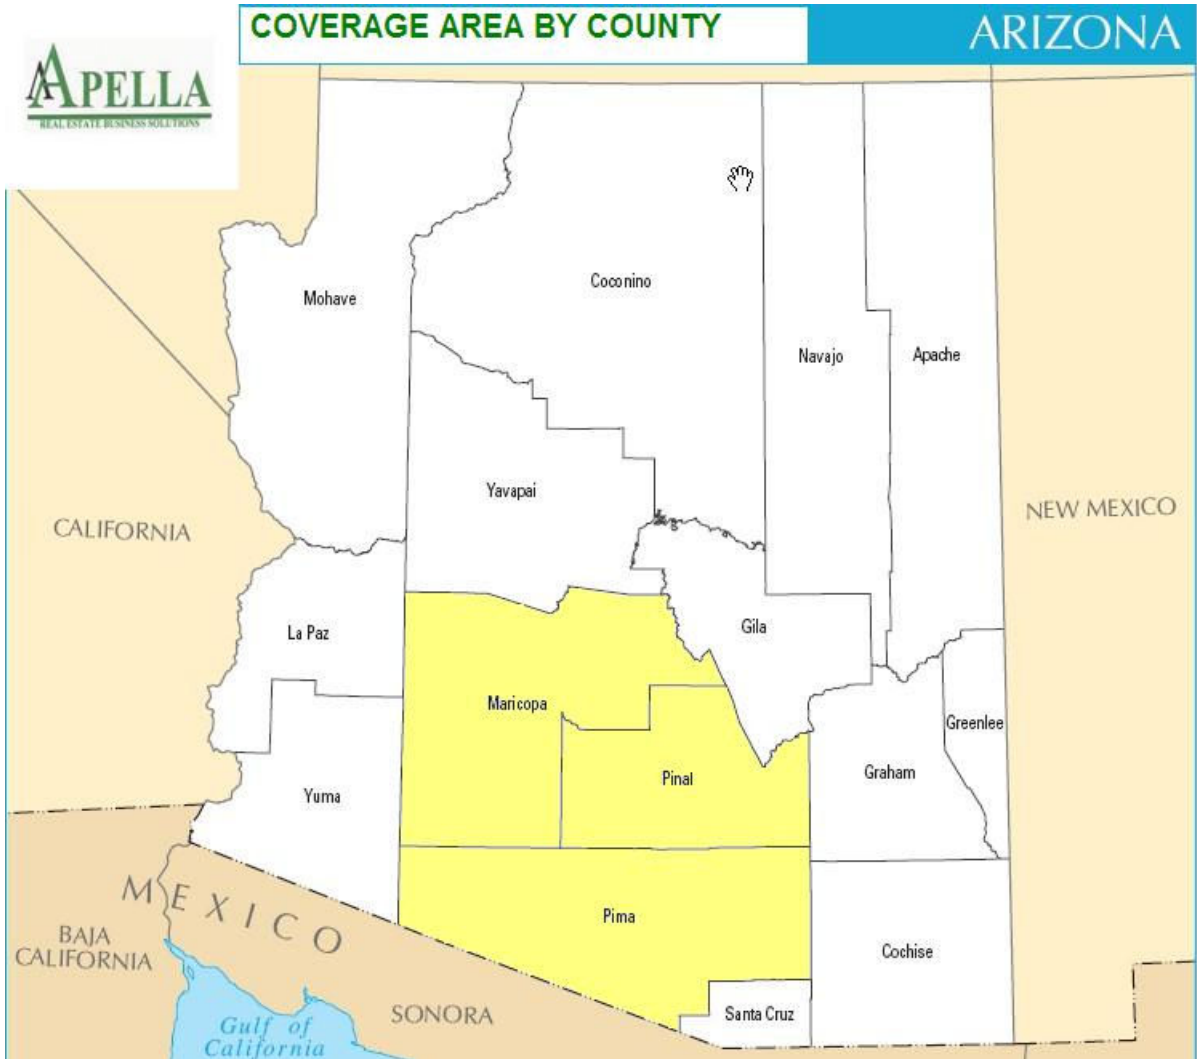 COVERAGE AREA BY COUNTY
ARIZONA
APELLA
REAL ESTATE BUSINESS SOLUTIONS
Mohave
Coconino
Navajo
Apache
Yavapai
CALIFORNIA
NEW MEXICO
La Paz
Gila
Maricopa
Greenlee
Pinal
Graham
Yuma
MEXICO
Pima
BAJA
CALIFORNIA
Cochise
SONORA
Santa Cruz
Gulf of
California